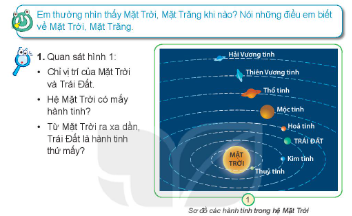 Em thường nhìn thấy Mặt Trời, Mặt Trăng khi nào? Nói những điều em biết
về Mặt Trời, Mặt Trăng.
1. Quan sát hình 1:
• Chỉ vị trí của Mặt Trời
và Trái Đất.
• Hệ Mặt Trời có mấy
hành tinh?
• Từ Mặt Trời ra xa dần,
Trái Đất là hành tinh
thứ mấy?
Hải Vương tinh
Thiên Vương tinh
Thổ tinh
Mộc tinh
Hoả tinh
TRÁI ĐẤT
Kim tinh
MẶT
TRỜI
Thuỷ tinh
1
Sơ đồ các hành tinh trong hệ Mặt Trời